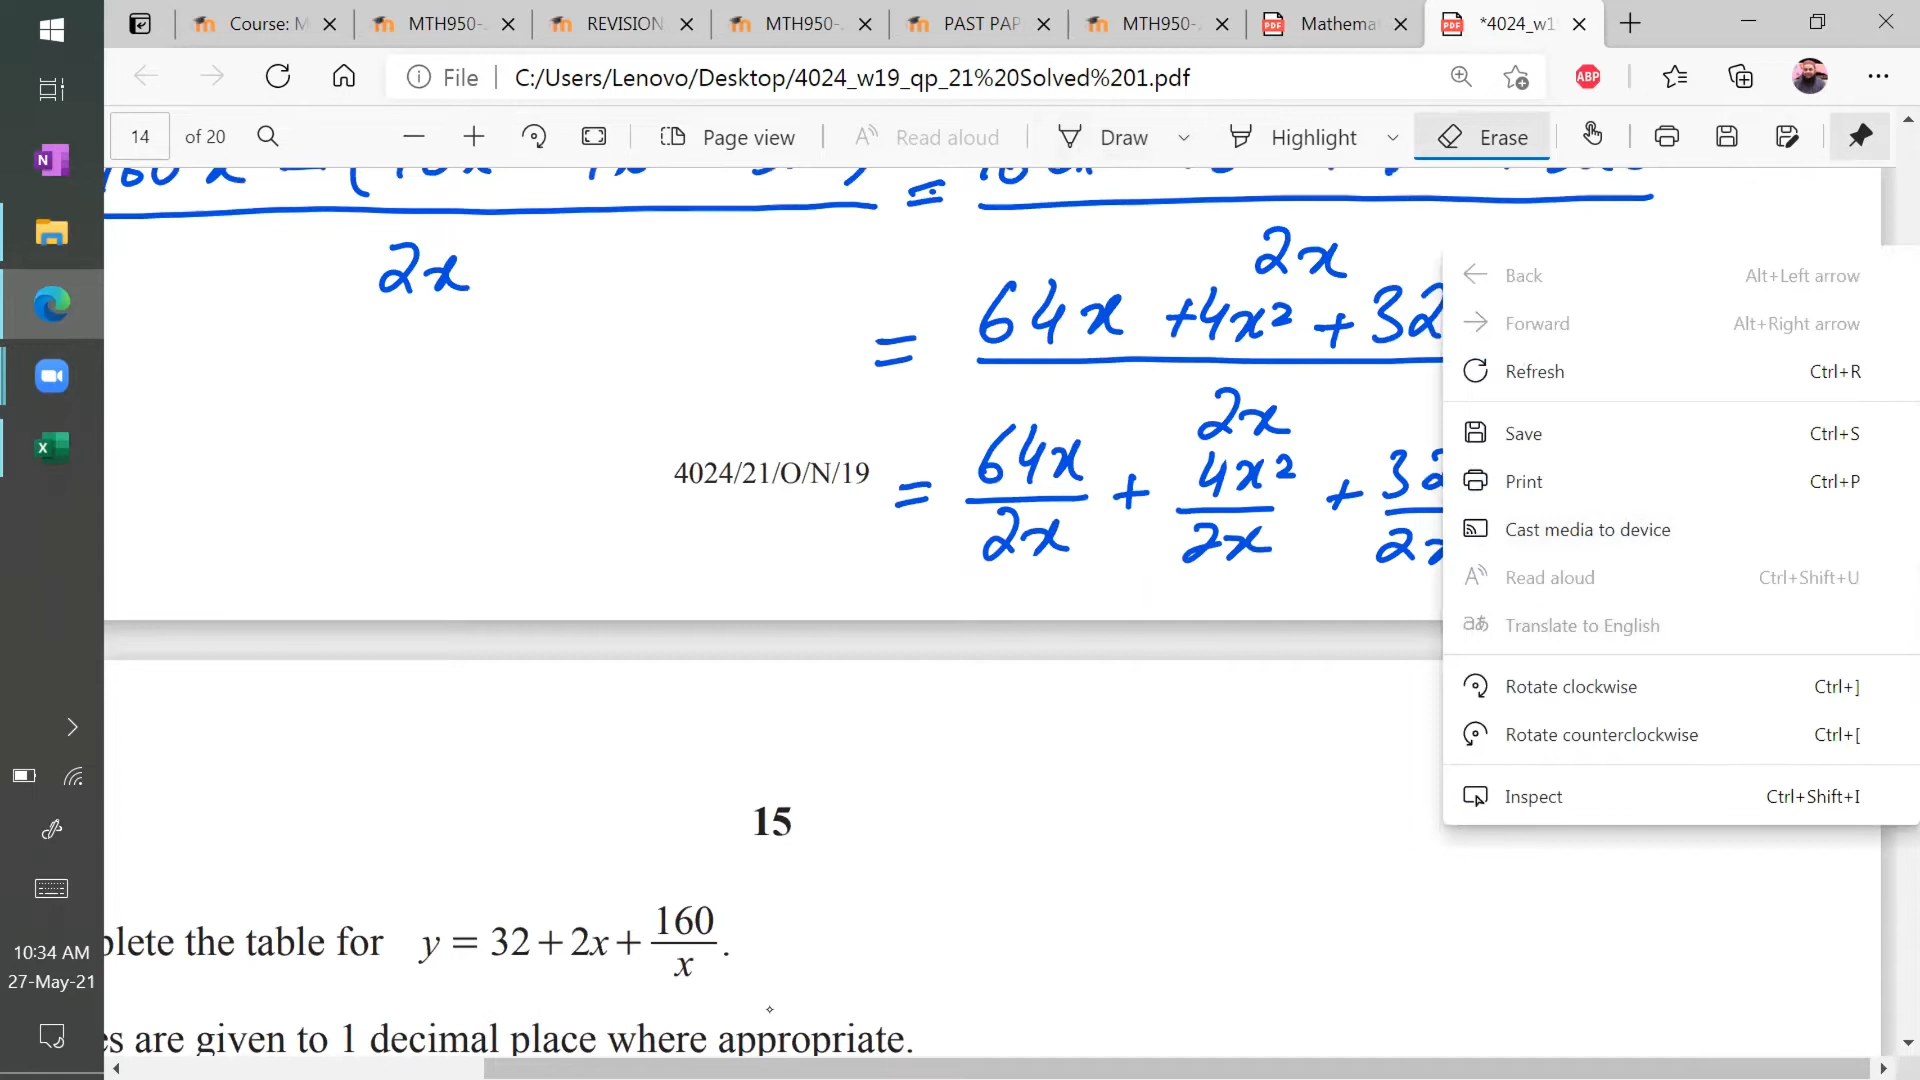 Course: M
MTH950-
REVISION
MTH950-
PAST PAP
MTH950-
Mathema
*4024_w1
File
C:/Users/Lenovo/Desktop/4024_w19_qp_21%20Solved%201.pdf
ABP
14 of 20
Page view
Read aloud
Draw
Highlight
Erase
=
2x
2x
= 64x + 4x² + 32
2x
4024/21/O/N/19
= 64x/2x + 4x²/2x + 32/2x
Back Alt+Left arrow
Forward Alt+Right arrow
Refresh Ctrl+R
Save Ctrl+S
Print Ctrl+P
Cast media to device
Read aloud Ctrl+Shift+U
Translate to English
Rotate clockwise Ctrl+]
Rotate counterclockwise Ctrl+[
Inspect Ctrl+Shift+I
15
plete the table for y = 32 + 2x + 160/x.
es are given to 1 decimal place where appropriate.
10:34 AM
27-May-21